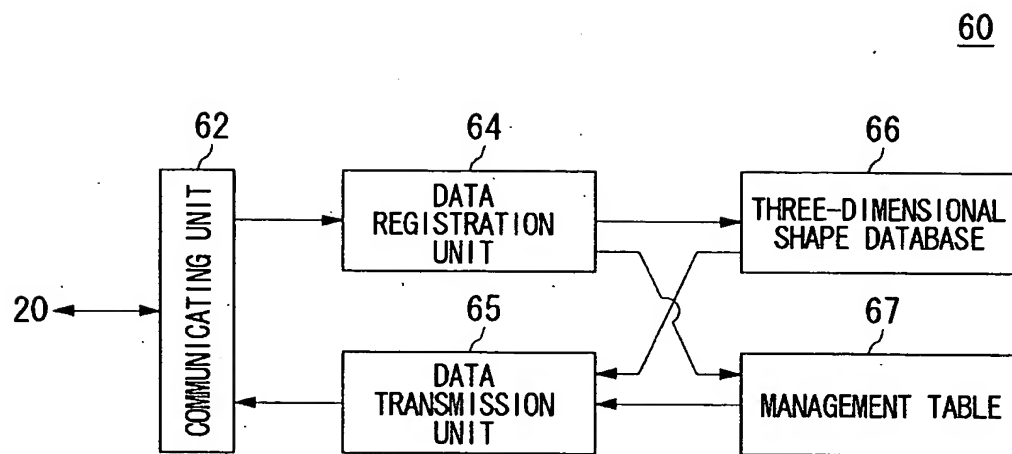 60
62
64
66
COMMUNICATING UNIT
DATA
REGISTRATION
UNIT
THREE-DIMENSIONAL
SHAPE DATABASE
20
65
67
DATA
TRANSMISSION
UNIT
MANAGEMENT TABLE